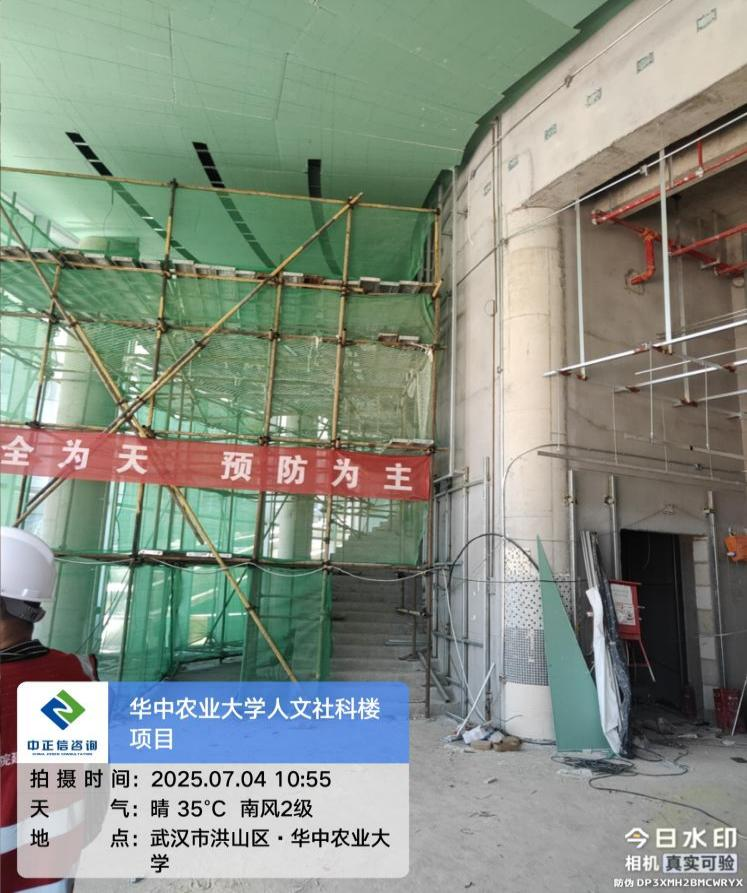 全为天 预防为主
中正信咨询
华中农业大学人文社科楼
项目
拍摄时间：2025.07.04 10:55
天气：晴 35℃ 南风2级
地点：武汉市洪山区·华中农业大
学
今日水印
相机 真实可验
防伪 DP3XMH2BMCWRYX